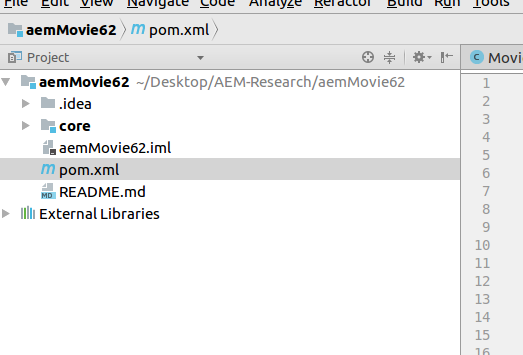 File Edit View Navigate Code Analyze Refactor Build Run Tools
aemMovie62 pom.xml
Project
Movi
aemMovie62 ~/Desktop/AEM-Research/aemMovie62
.idea
core
aemMovie62.iml
m pom.xml
MD README.md
External Libraries
1
2
3
4
5
6
7
8
9
10
11
12
13
14
15
16